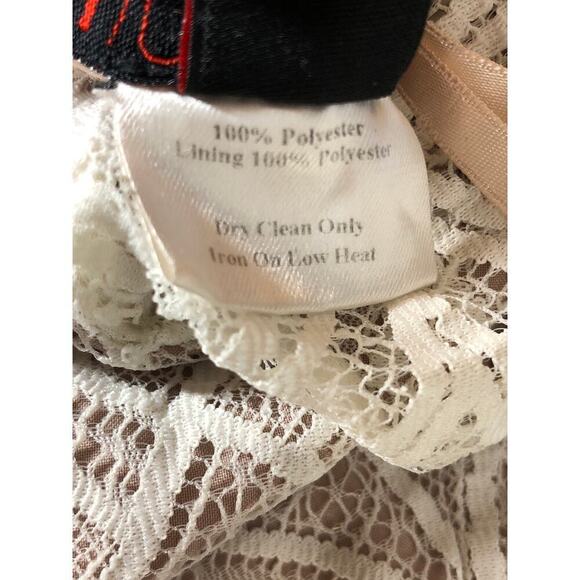 100% Polyester
Lining 100% Polyester
Dry Clean Only
Iron On Low Heat